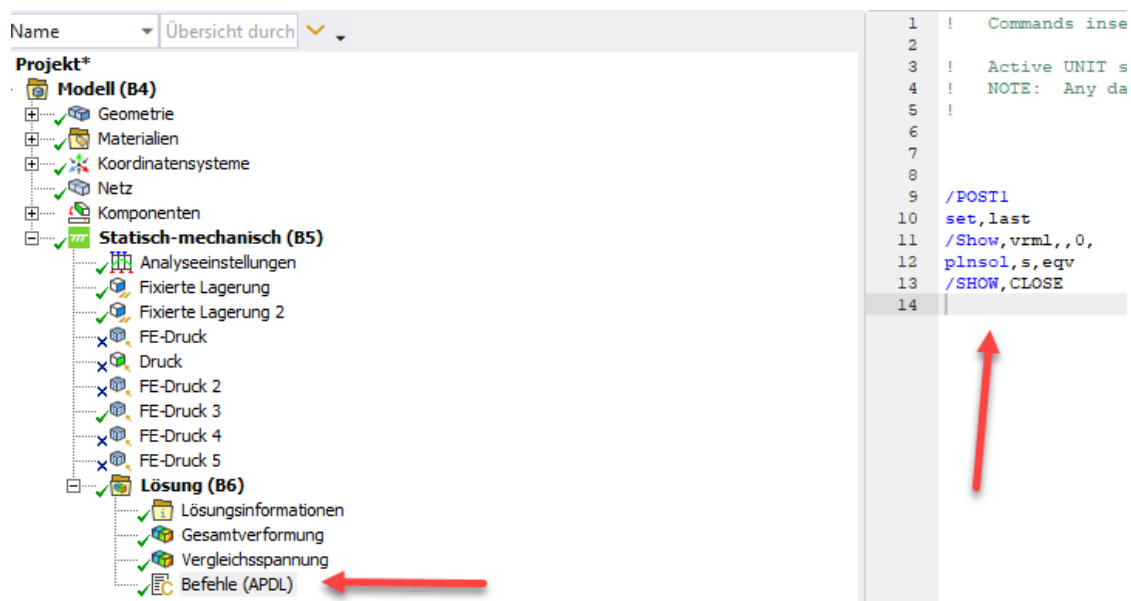 Name
Übersicht durch
Projekt*
Modell (B4)
Geometrie
Materialien
Koordinatensysteme
Netz
Komponenten
Statisch-mechanisch (B5)
Analyseeinstellungen
Fixierte Lagerung
Fixierte Lagerung 2
FE-Druck
Druck
FE-Druck 2
FE-Druck 3
FE-Druck 4
FE-Druck 5
Lösung (B6)
Lösungsinformationen
Gesamtverformung
Vergleichsspannung
Befehle (APDL)
1 ! Commands inse
2
3 ! Active UNIT s
4 ! NOTE: Any da
5 !
6
7
8
9 /POST1
10 set,last
11 /Show,vrml,,0,
12 plnsol,s,eqv
13 /SHOW,CLOSE
14